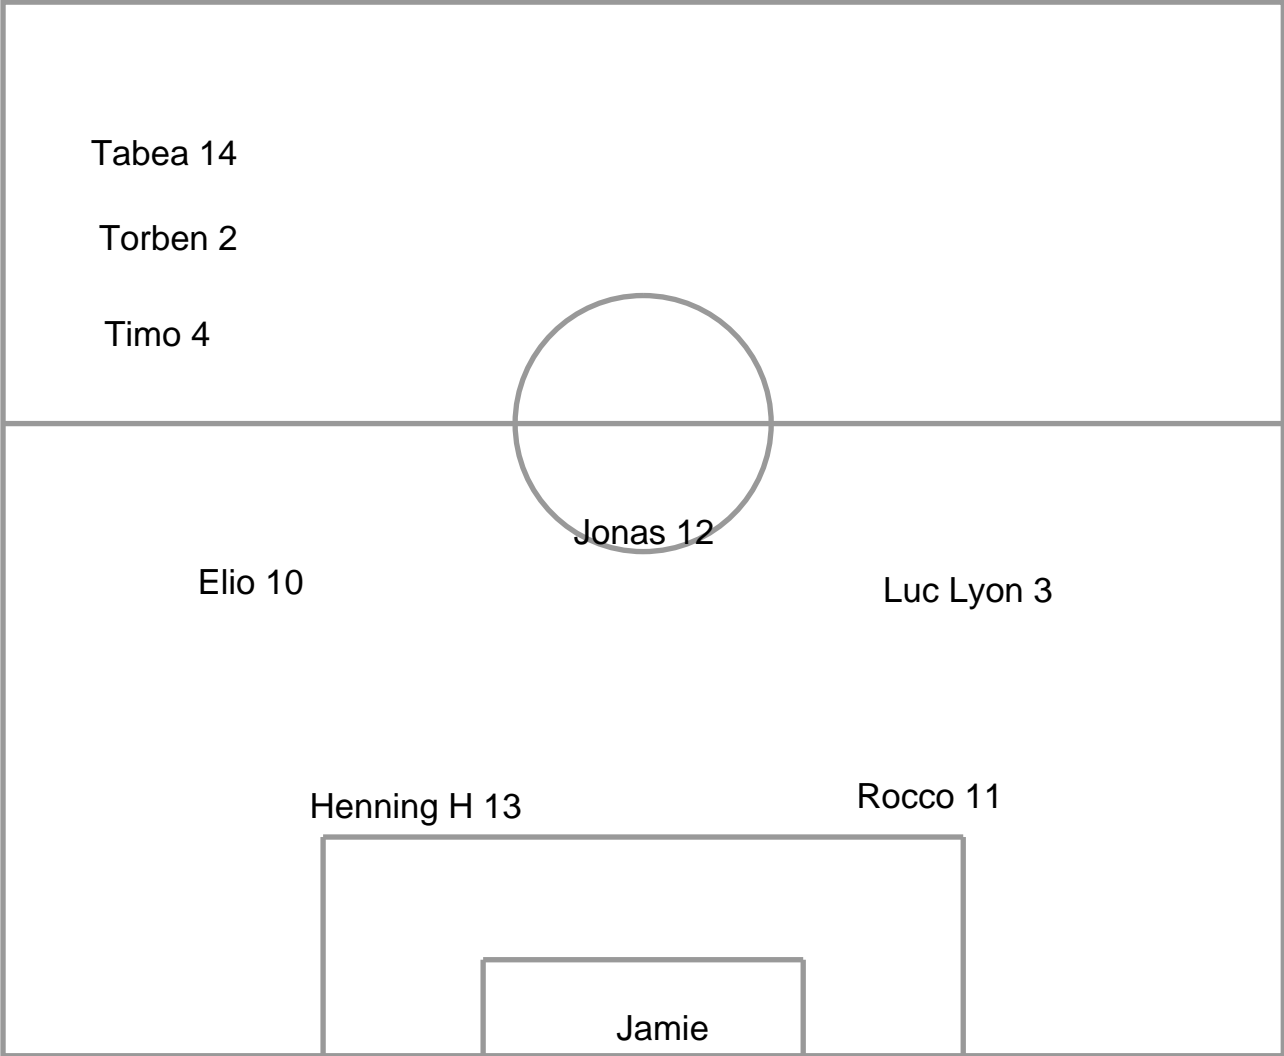 Tabea 14
Torben 2
Timo 4
Jonas 12
Elio 10
Luc Lyon 3
Henning H 13
Rocco 11
Jamie